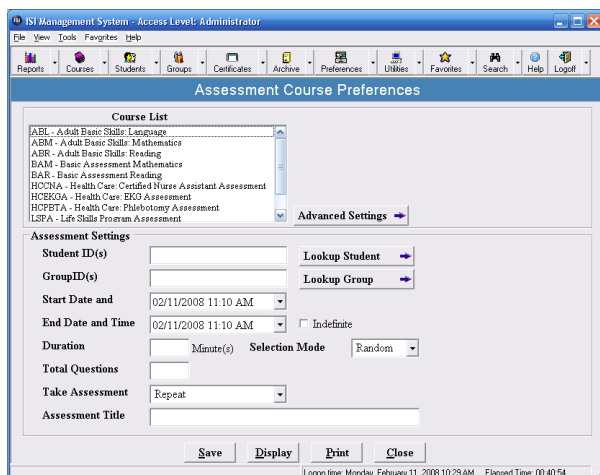 ISI Management System - Access Level: Administrator
File View Tools Favorites Help
Reports Courses Students Groups Certificates Archive Preferences Utilities Favorites Search Help Logoff
Assessment Course Preferences
Course List
ABL - Adult Basic Skills: Language
ABM - Adult Basic Skills: Mathematics
ABR - Adult Basic Skills: Reading
BAM - Basic Assessment Mathematics
BAR - Basic Assessment Reading
HCCNA - Health Care: Certified Nurse Assistant Assessment
HCEKGA - Health Care: EKG Assessment
HCPBTA - Health Care: Phlebotomy Assessment
LSPA - Life Skills Program Assessment
Advanced Settings
Assessment Settings
Student ID(s) Lookup Student
GroupID(s) Lookup Group
Start Date and 02/11/2008 11:10 AM
End Date and Time 02/11/2008 11:10 AM Indefinite
Duration Minute(s) Selection Mode Random
Total Questions
Take Assessment Repeat
Assessment Title
Save Display Print Close
Logon time: Monday, February 11, 2008 10:29 AM Elapsed Time: 00:40:54